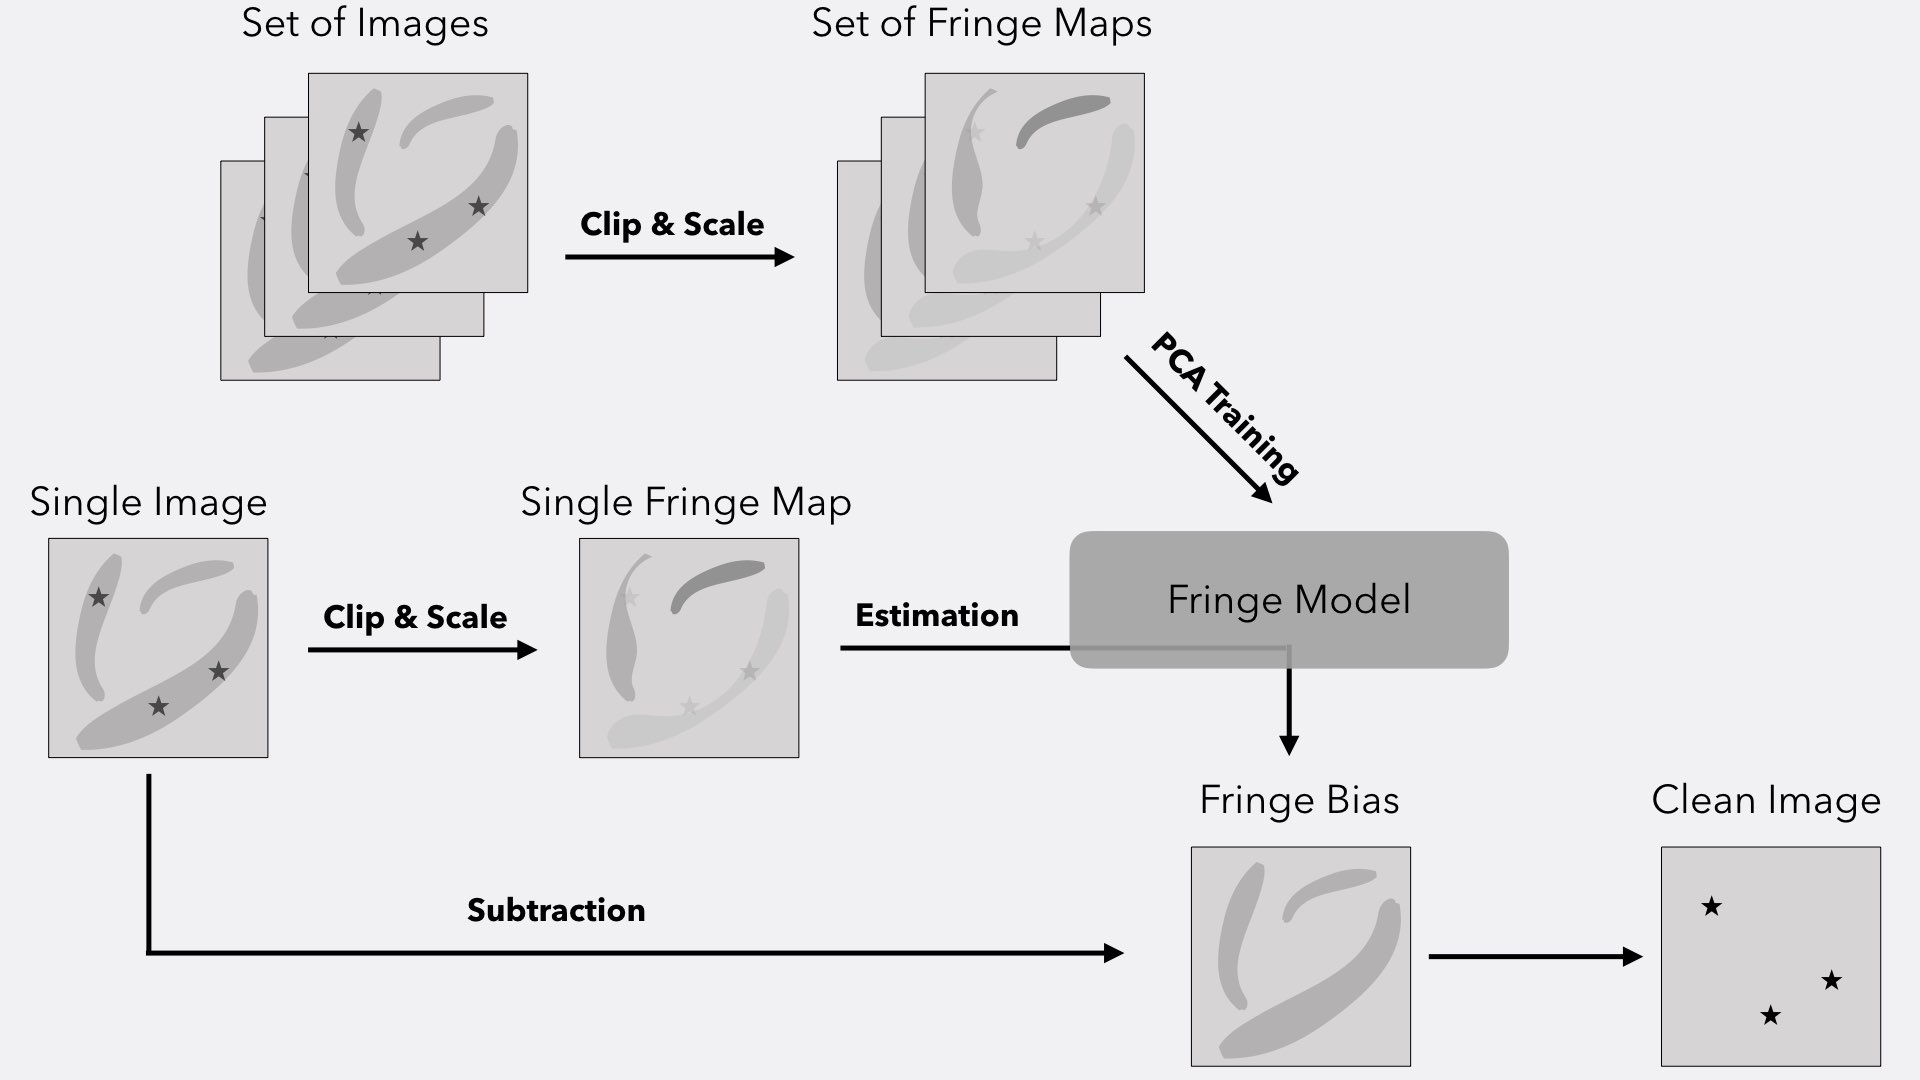 Set of Images
Set of Fringe Maps
Clip & Scale
PCA Training
Single Image
Single Fringe Map
Clip & Scale
Estimation
Fringe Model
Fringe Bias
Clean Image
Subtraction